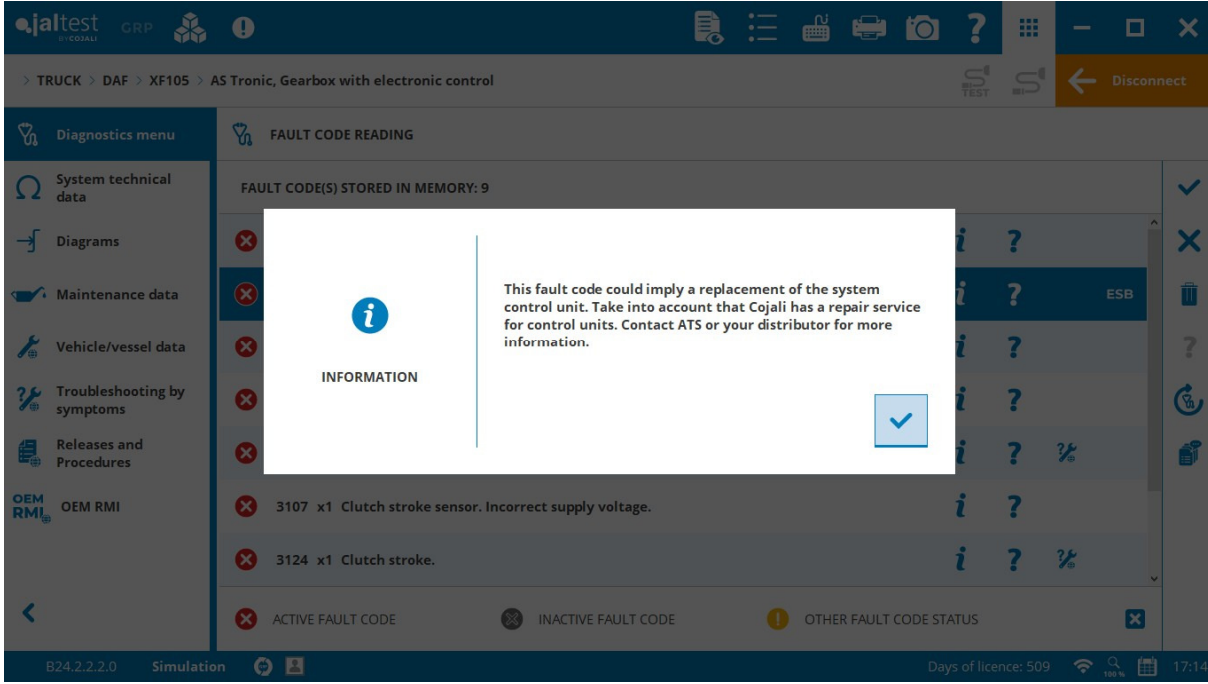 jaltest
BY COJALI
GRP
> TRUCK > DAF > XF105 > AS Tronic, Gearbox with electronic control
TEST
Disconnect
Diagnostics menu
System technical
data
Diagrams
Maintenance data
Vehicle/vessel data
Troubleshooting by
symptoms
Releases and
Procedures
OEM
RMI
OEM RMI
FAULT CODE READING
FAULT CODE(S) STORED IN MEMORY: 9
ESB
INFORMATION
This fault code could imply a replacement of the system
control unit. Take into account that Cojali has a repair service
for control units. Contact ATS or your distributor for more
information.
3107 x1 Clutch stroke sensor. Incorrect supply voltage.
3124 x1 Clutch stroke.
ACTIVE FAULT CODE
INACTIVE FAULT CODE
OTHER FAULT CODE STATUS
B24.2.2.2.0
Simulation
Days of licence: 509
100 %
17:14